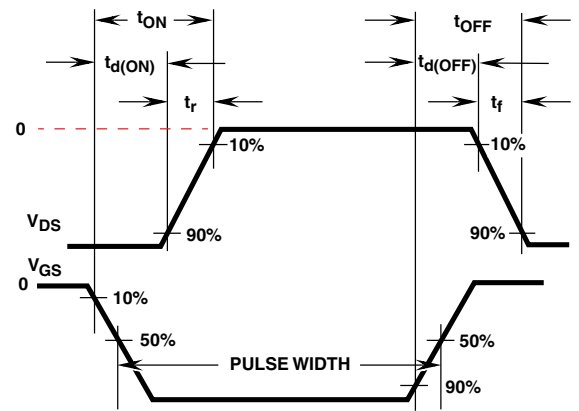 tON tOFF
td(ON) td(OFF)
tr tf
0
10% 10%
VDS 90% 90%
VGS
0
10%
50% 50%
PULSE WIDTH
90%